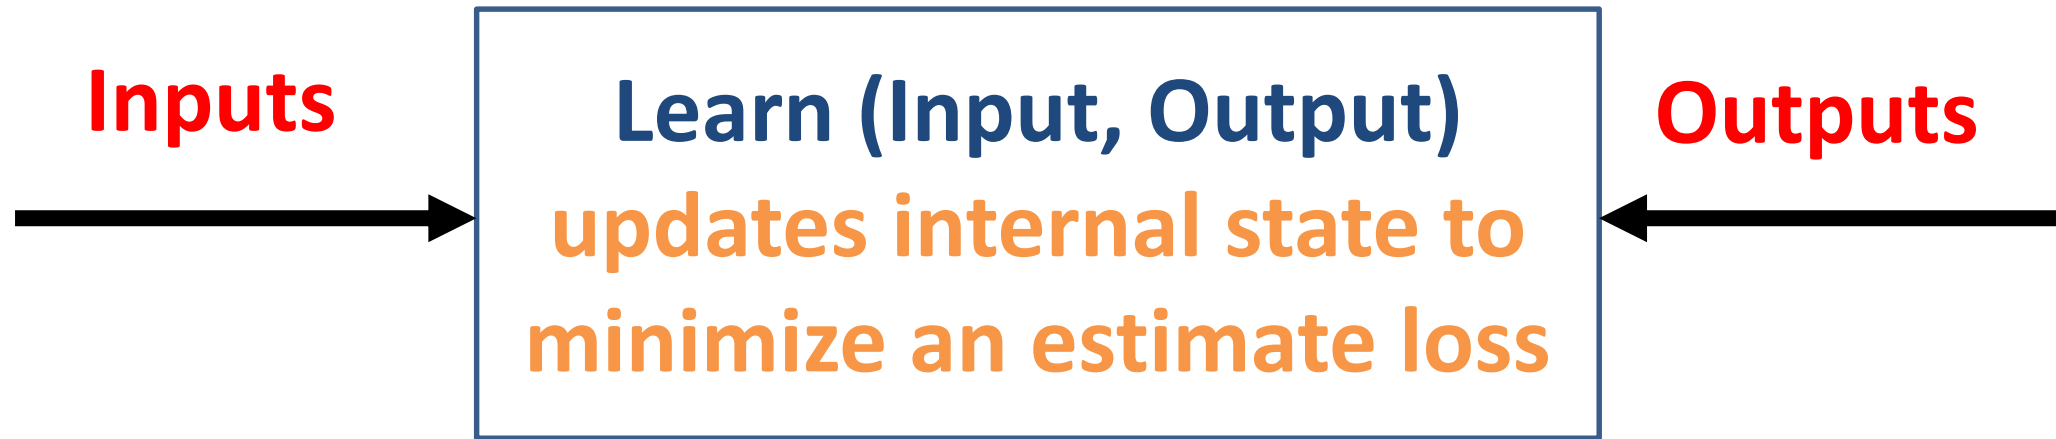 Inputs
Learn (Input, Output)
updates internal state to
minimize an estimate loss
Outputs